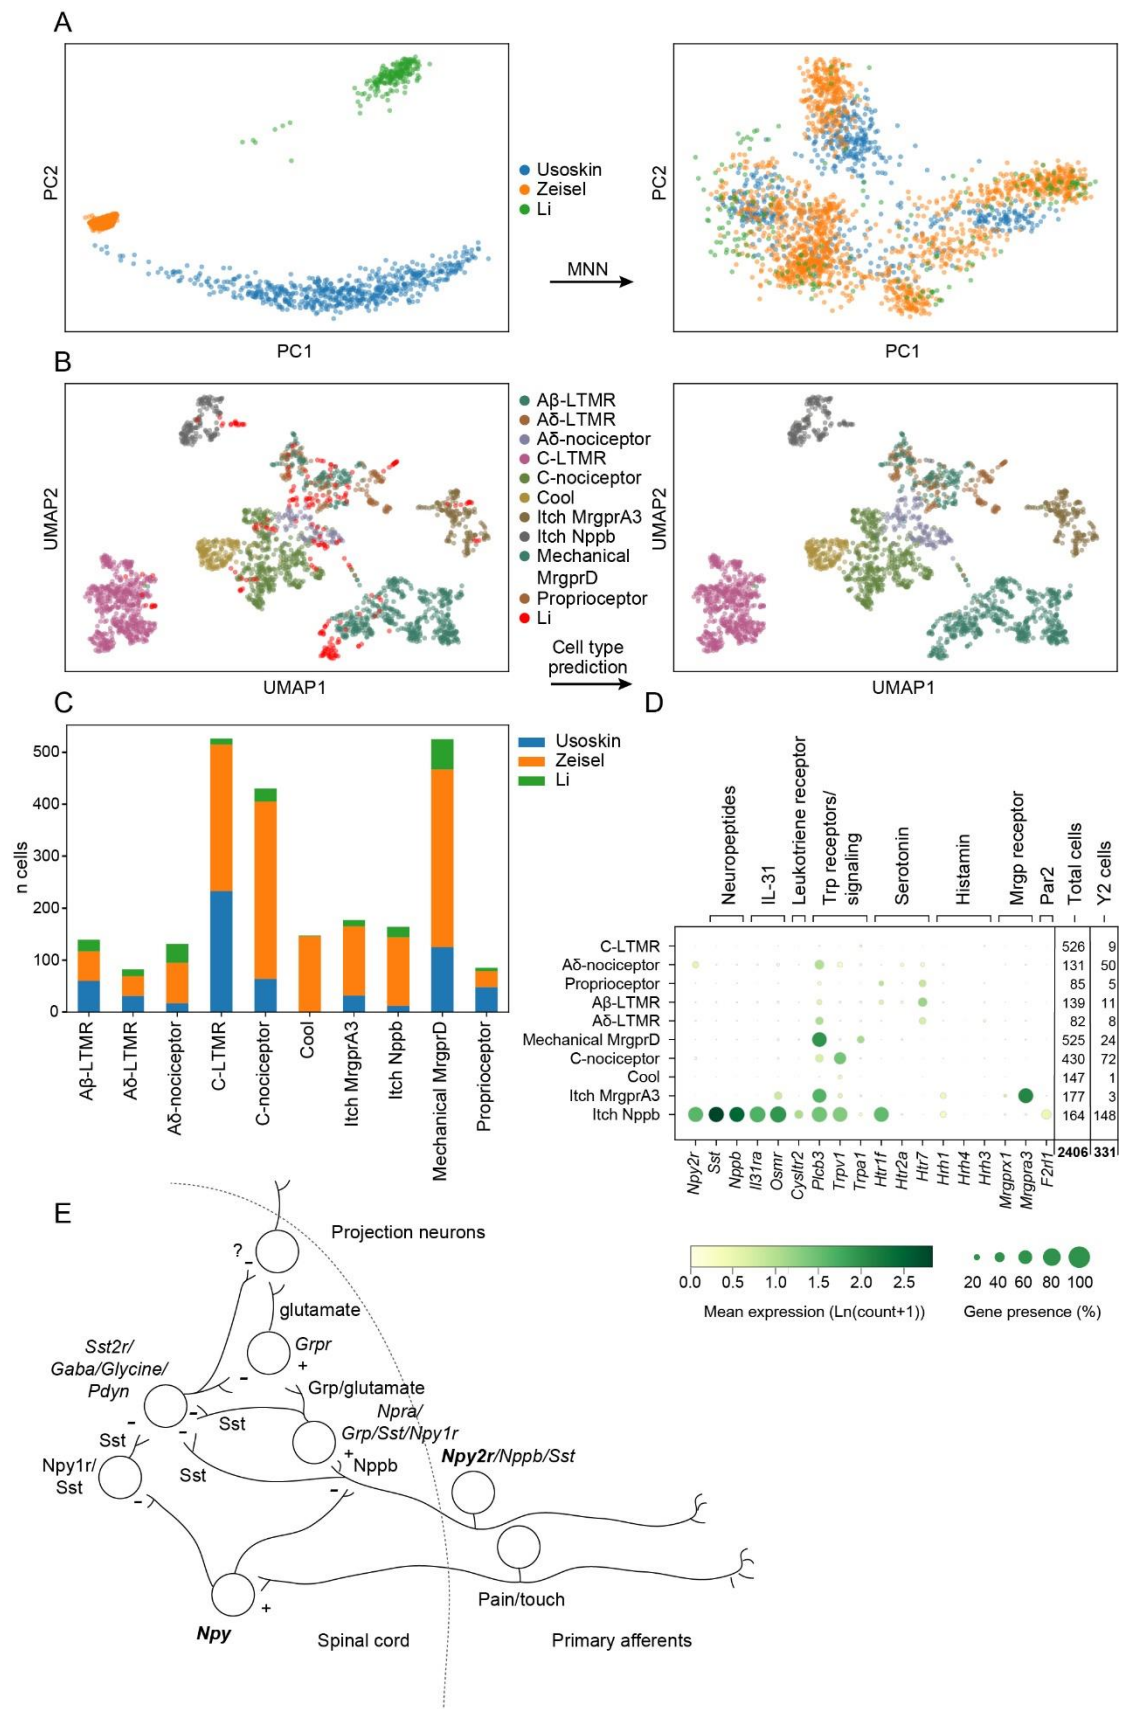 A
PC2
PC1
Usoskin
Zeisel
Li
MNN
PC2
PC1
B
UMAP2
UMAP1
Aβ-LTMR
Aδ-LTMR
Aδ-nociceptor
C-LTMR
C-nociceptor
Cool
Itch MrgprA3
Itch Nppb
Mechanical
MrgprD
Proprioceptor
Li
Cell type
prediction
UMAP2
UMAP1
C
n cells
500
400
300
200
100
0
Aβ-LTMR
Aδ-LTMR
Aδ-nociceptor
C-LTMR
C-nociceptor
Cool
Itch MrgprA3
Itch Nppb
Mechanical MrgprD
Proprioceptor
Usoskin
Zeisel
Li
D
Neuropeptides
IL-31
Leukotriene receptor
Trp receptors/
signaling
Serotonin
Histamin
Mrgp receptor
Par2
Total cells
Y2 cells
C-LTMR 526 9
Aδ-nociceptor 131 50
Proprioceptor 85 5
Aβ-LTMR 139 11
Aδ-LTMR 82 8
Mechanical MrgprD 525 24
C-nociceptor 430 72
Cool 147 1
Itch MrgprA3 177 3
Itch Nppb 164 148
2406 331
Npy2r
Sst
Nppb
Il31ra
Osmr
Cysltr2
Plcb3
Trpv1
Trpa1
Htr1f
Htr2a
Htr7
Hrh1
Hrh4
Hrh3
Mrgprx1
Mrgpra3
F2rl1
0.0 0.5 1.0 1.5 2.0 2.5
Mean expression (Ln(count+1))
20 40 60 80 100
Gene presence (%)
E
Projection neurons
?
-
glutamate
Grpr
+
Sst2r/
Gaba/Glycine/
Pdyn
-
Grp/glutamate
Npra/
Grp/Sst/Npy1r
-
-
Sst
-
Sst
Sst
+
Nppb
-
Npy2r/Nppb/Sst
Npy1r/
Sst
-
Pain/touch
+
Npy
Spinal cord
Primary afferents